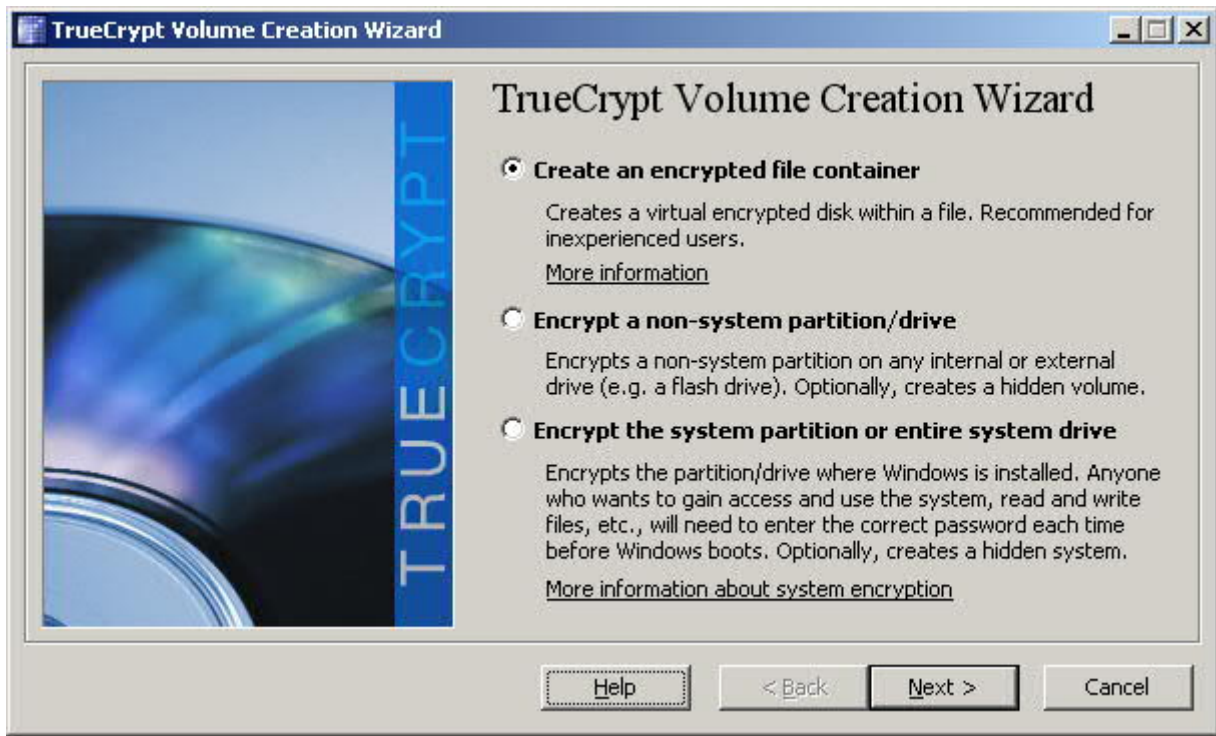 TrueCrypt Volume Creation Wizard
TRUECRYPT
TrueCrypt Volume Creation Wizard
Create an encrypted file container
Creates a virtual encrypted disk within a file. Recommended for
inexperienced users.
More information
Encrypt a non-system partition/drive
Encrypts a non-system partition on any internal or external
drive (e.g. a flash drive). Optionally, creates a hidden volume.
Encrypt the system partition or entire system drive
Encrypts the partition/drive where Windows is installed. Anyone
who wants to gain access and use the system, read and write
files, etc., will need to enter the correct password each time
before Windows boots. Optionally, creates a hidden system.
More information about system encryption
Help
< Back
Next >
Cancel